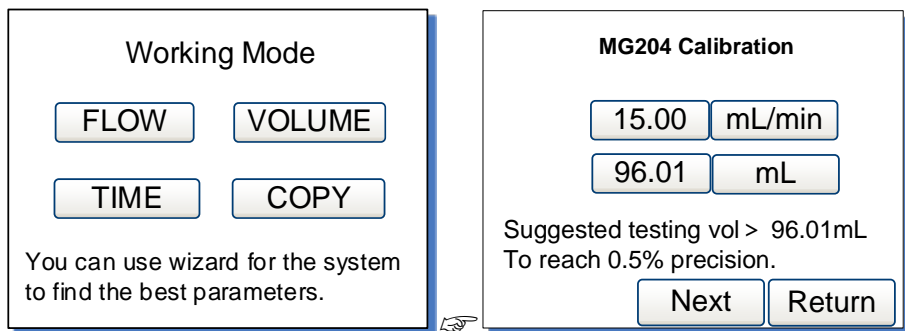 Working Mode
FLOW VOLUME
TIME COPY
You can use wizard for the system
to find the best parameters.
MG204 Calibration
15.00 mL/min
96.01 mL
Suggested testing vol > 96.01mL
To reach 0.5% precision.
Next Return